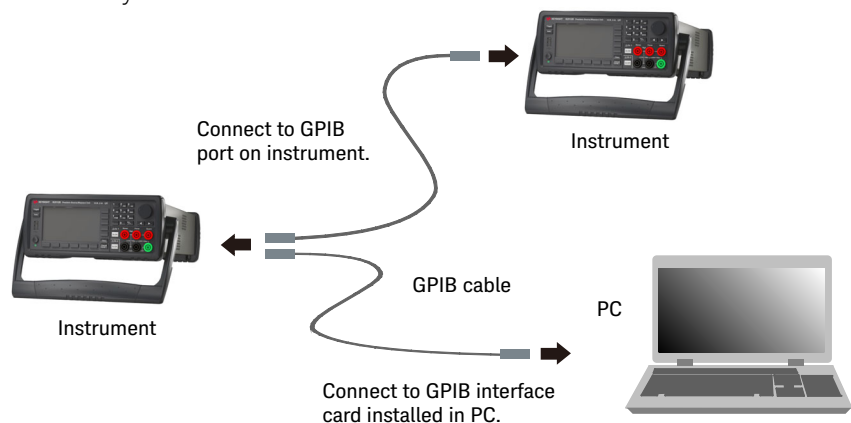 Connect to GPIB
port on instrument.
Instrument
Instrument
GPIB cable
PC
Connect to GPIB interface
card installed in PC.